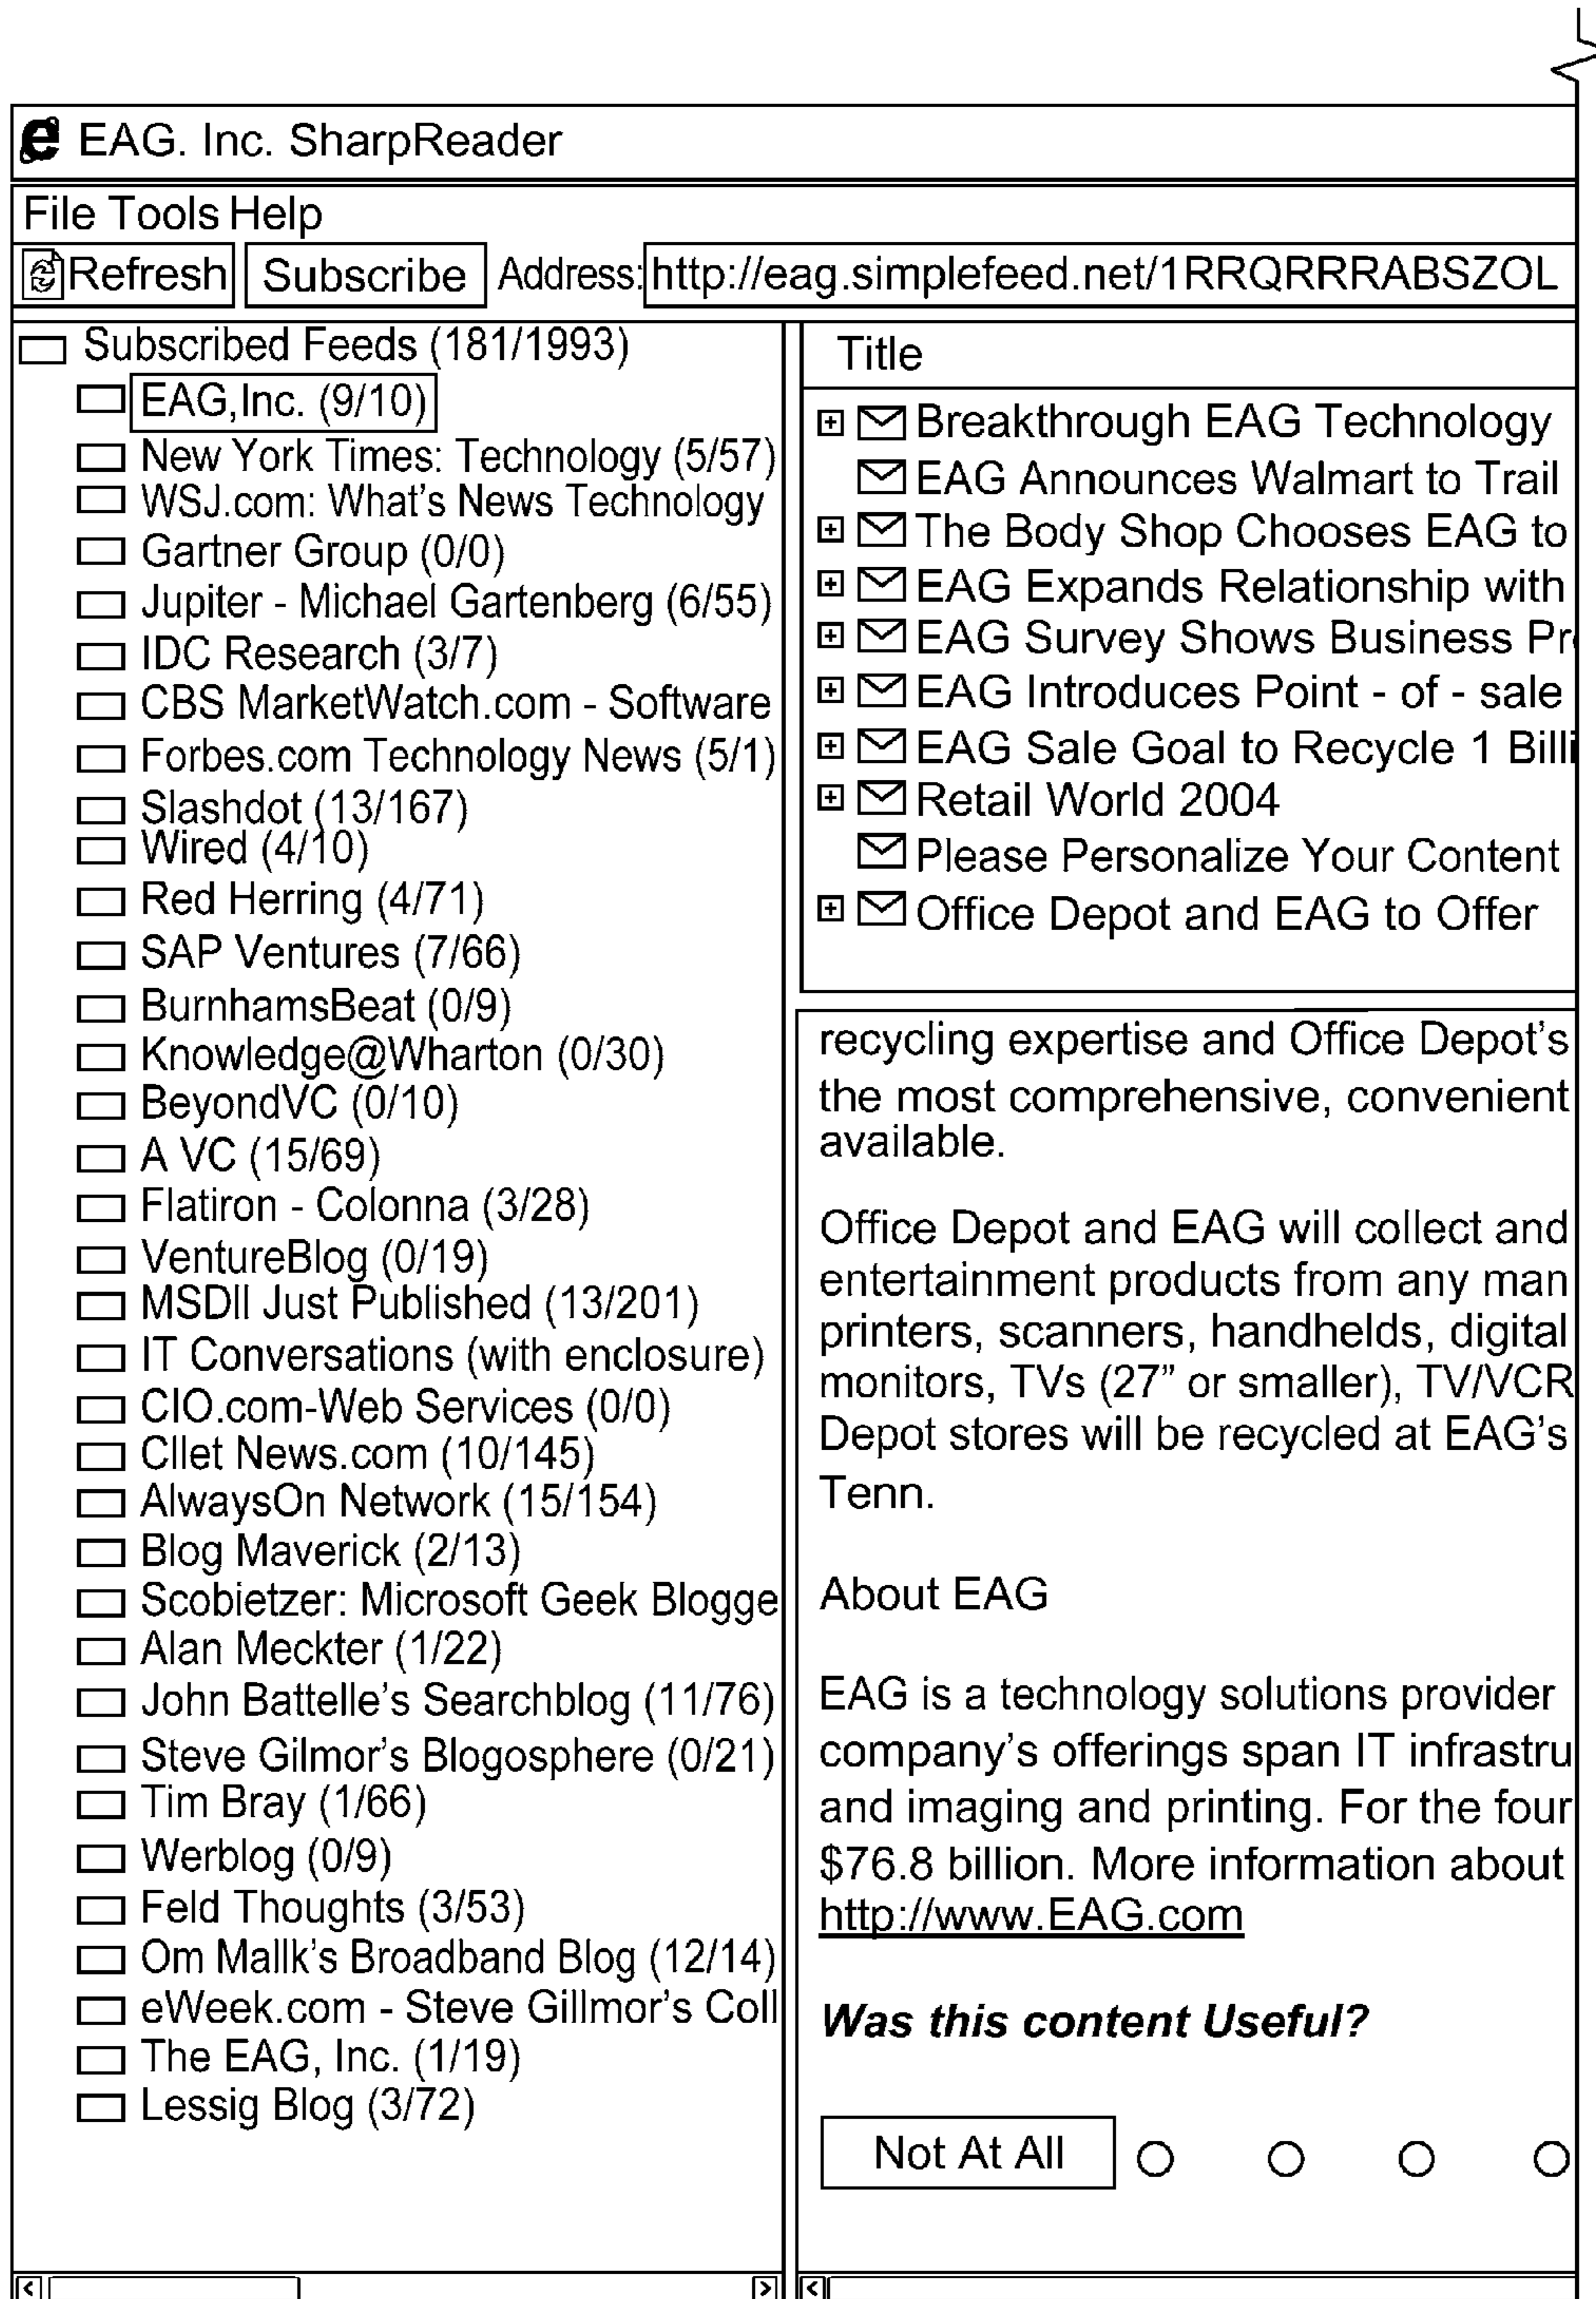 EAG. Inc. SharpReader
File Tools Help
Refresh Subscribe Address: http://eag.simplefeed.net/1RRQRRRABSZOL
Subscribed Feeds (181/1993)
EAG,Inc. (9/10)
New York Times: Technology (5/57)
WSJ.com: What's News Technology
Gartner Group (0/0)
Jupiter - Michael Gartenberg (6/55)
IDC Research (3/7)
CBS MarketWatch.com - Software
Forbes.com Technology News (5/1)
Slashdot (13/167)
Wired (4/10)
Red Herring (4/71)
SAP Ventures (7/66)
BurnhamsBeat (0/9)
Knowledge@Wharton (0/30)
BeyondVC (0/10)
A VC (15/69)
Flatiron - Colonna (3/28)
VentureBlog (0/19)
MSDll Just Published (13/201)
IT Conversations (with enclosure)
CIO.com-Web Services (0/0)
Cllet News.com (10/145)
AlwaysOn Network (15/154)
Blog Maverick (2/13)
Scobietzer: Microsoft Geek Blogge
Alan Meckter (1/22)
John Battelle's Searchblog (11/76)
Steve Gilmor's Blogosphere (0/21)
Tim Bray (1/66)
Werblog (0/9)
Feld Thoughts (3/53)
Om Mallk's Broadband Blog (12/14)
eWeek.com - Steve Gillmor's Coll
The EAG, Inc. (1/19)
Lessig Blog (3/72)
Title
Breakthrough EAG Technology
EAG Announces Walmart to Trail
The Body Shop Chooses EAG to
EAG Expands Relationship with
EAG Survey Shows Business Pr
EAG Introduces Point - of - sale
EAG Sale Goal to Recycle 1 Billi
Retail World 2004
Please Personalize Your Content
Office Depot and EAG to Offer
recycling expertise and Office Depot's
the most comprehensive, convenient
available.
Office Depot and EAG will collect and
entertainment products from any man
printers, scanners, handhelds, digital
monitors, TVs (27” or smaller), TV/VCR
Depot stores will be recycled at EAG's
Tenn.
About EAG
EAG is a technology solutions provider
company's offerings span IT infrastru
and imaging and printing. For the four
$76.8 billion. More information about
http://www.EAG.com
Was this content Useful?
Not At All